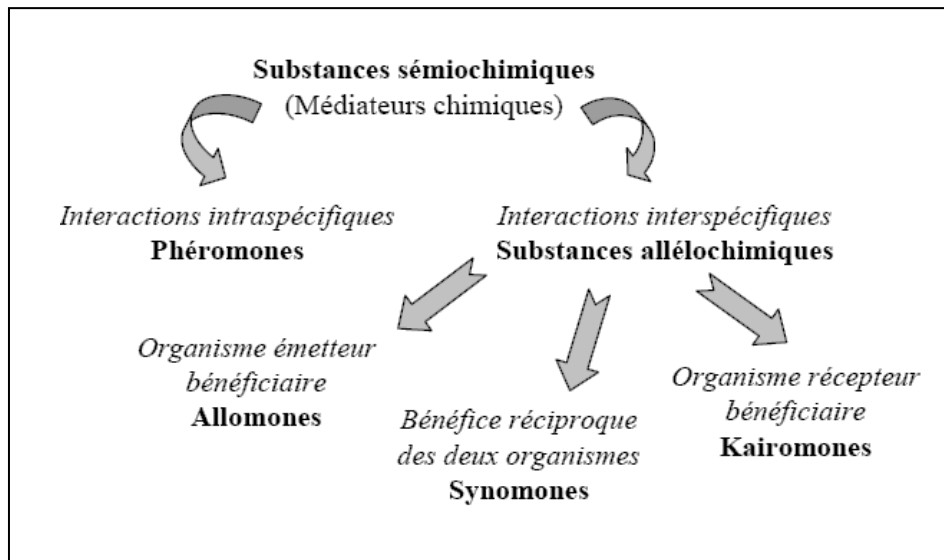 Substances sémiochimiques
(Médiateurs chimiques)
Interactions intraspécifiques
Phéromones
Interactions interspécifiques
Substances allélochimiques
Organisme émetteur
bénéficiaire
Allomones
Bénéfice réciproque
des deux organismes
Synomones
Organisme récepteur
bénéficiaire
Kairomones